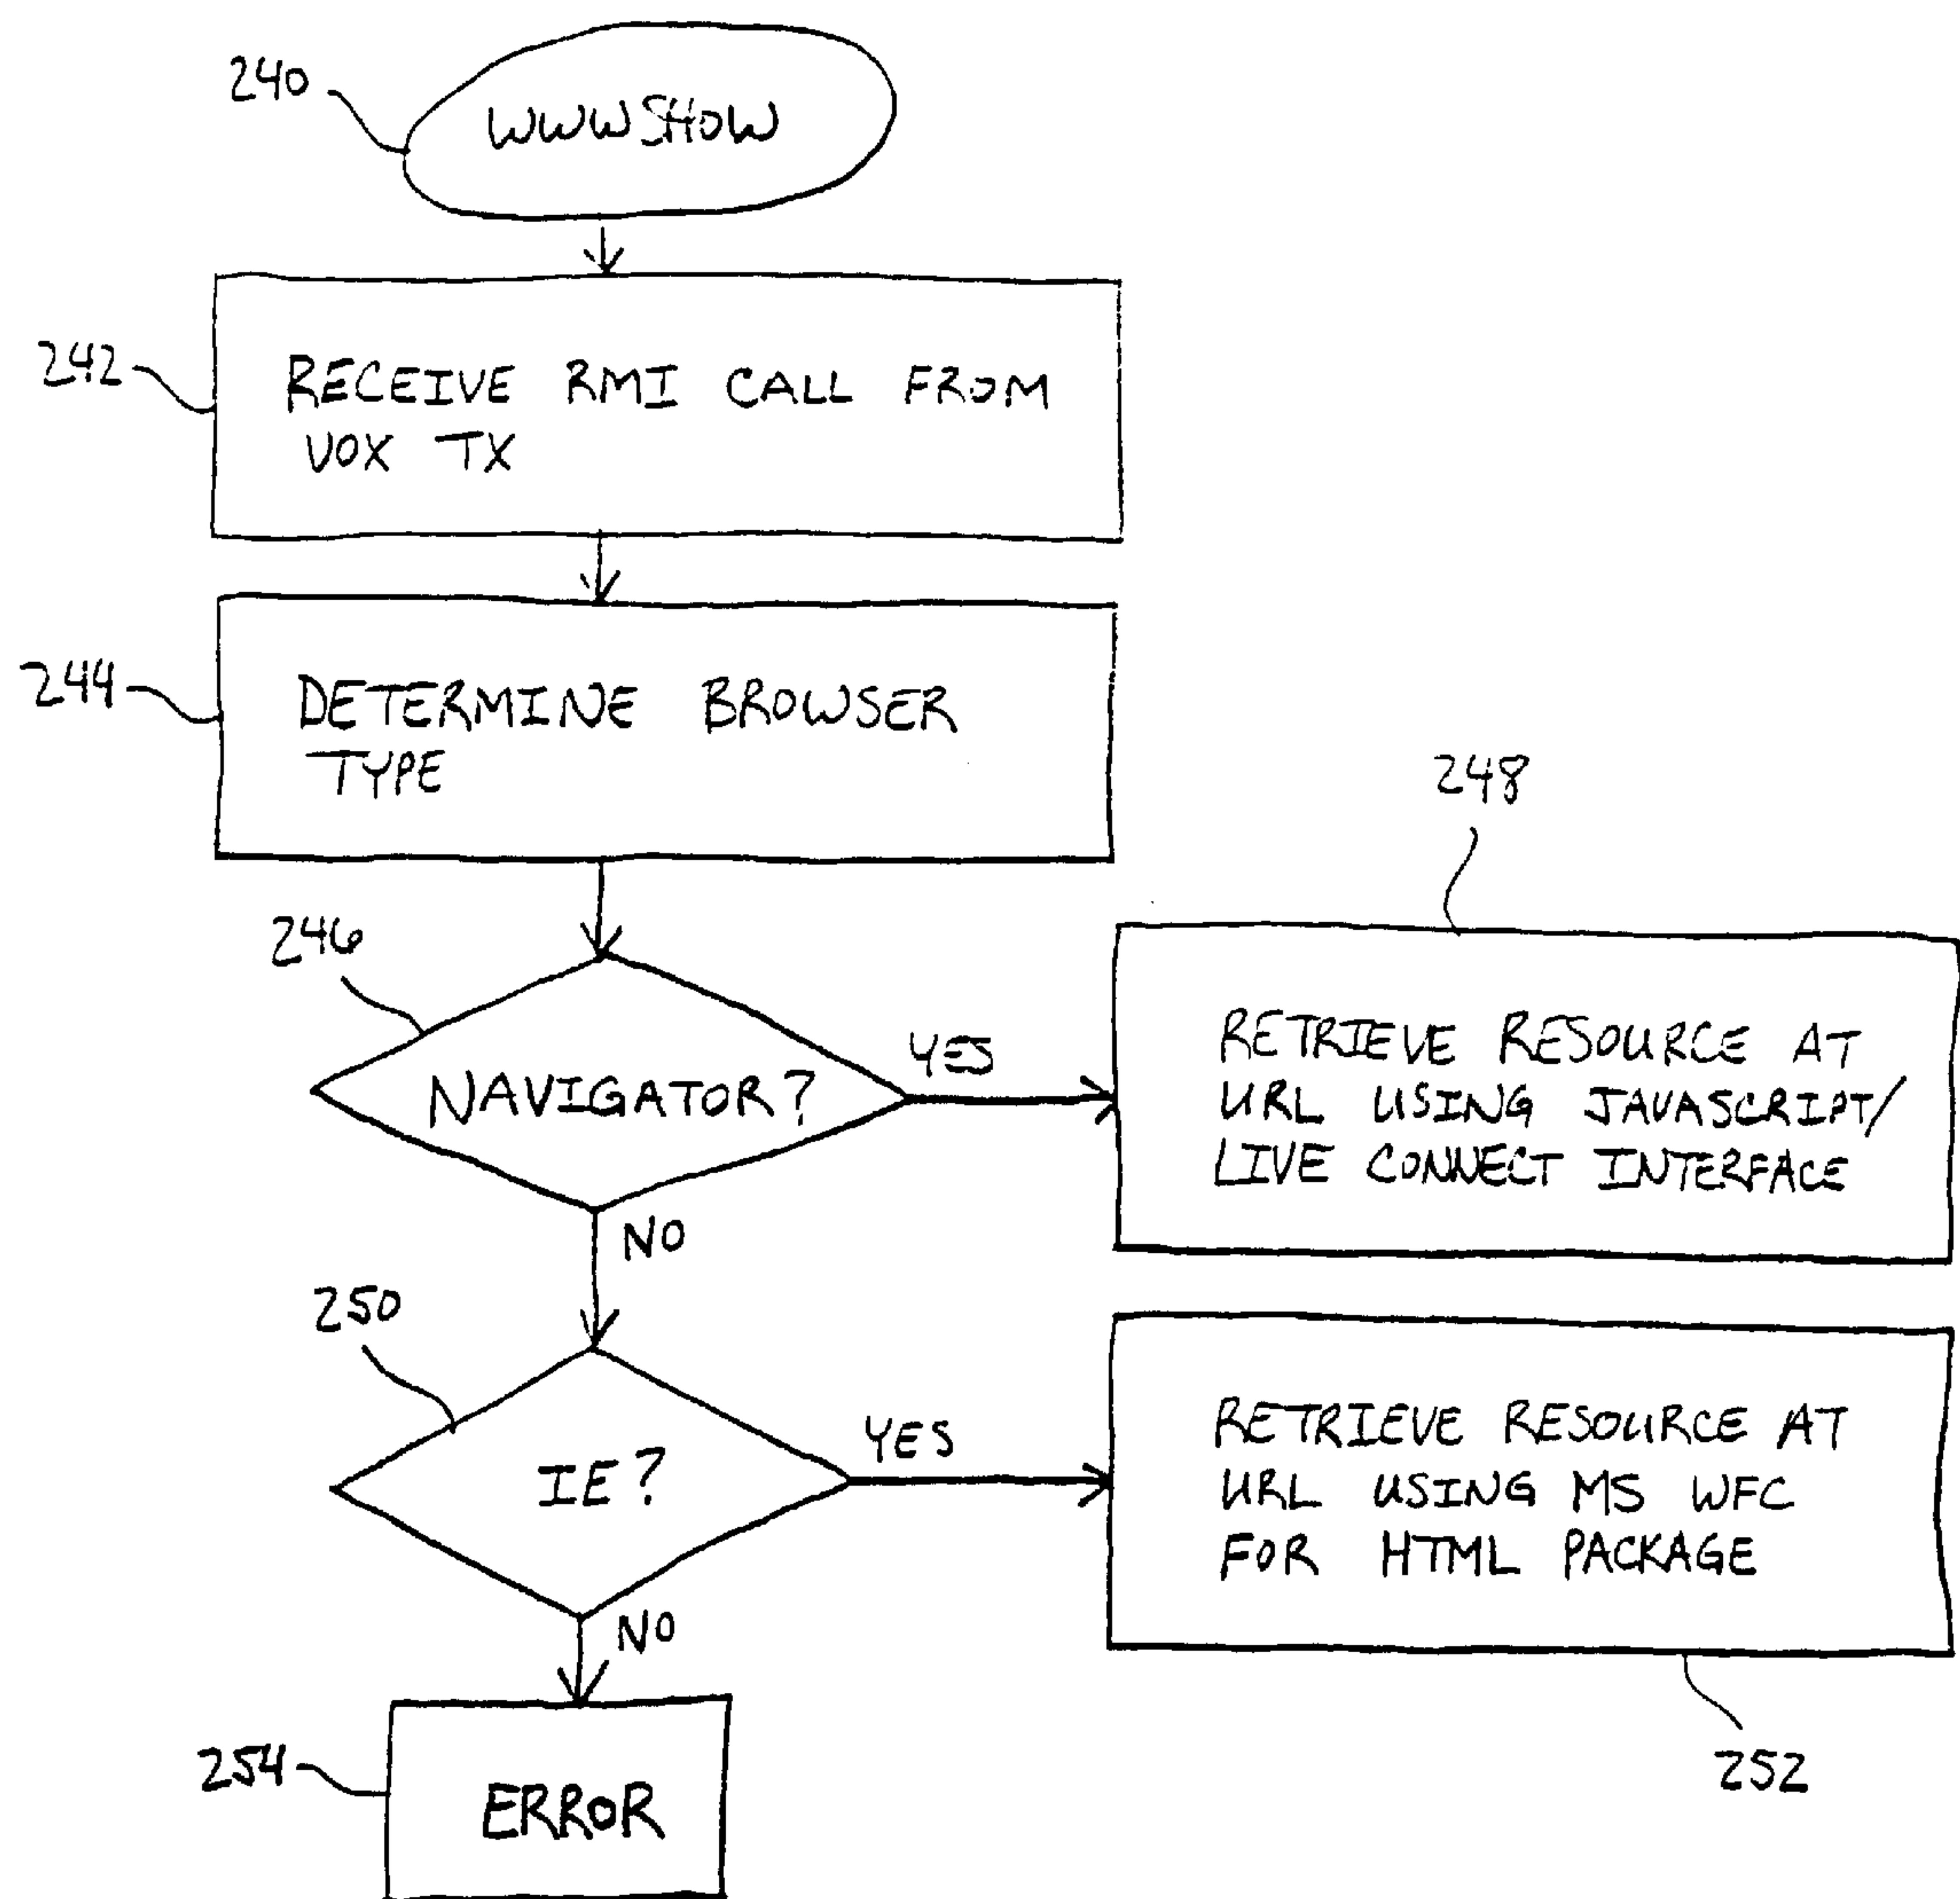 240
WWWSHOW
242
RECEIVE RMI CALL FROM
VOX TX
244
DETERMINE BROWSER
TYPE
248
246
NAVIGATOR?
YES
RETRIEVE RESOURCE AT
URL USING JAVASCRIPT/
LIVE CONNECT INTERFACE
NO
250
IE?
YES
RETRIEVE RESOURCE AT
URL USING MS WFC
FOR HTML PACKAGE
NO
252
254
ERROR